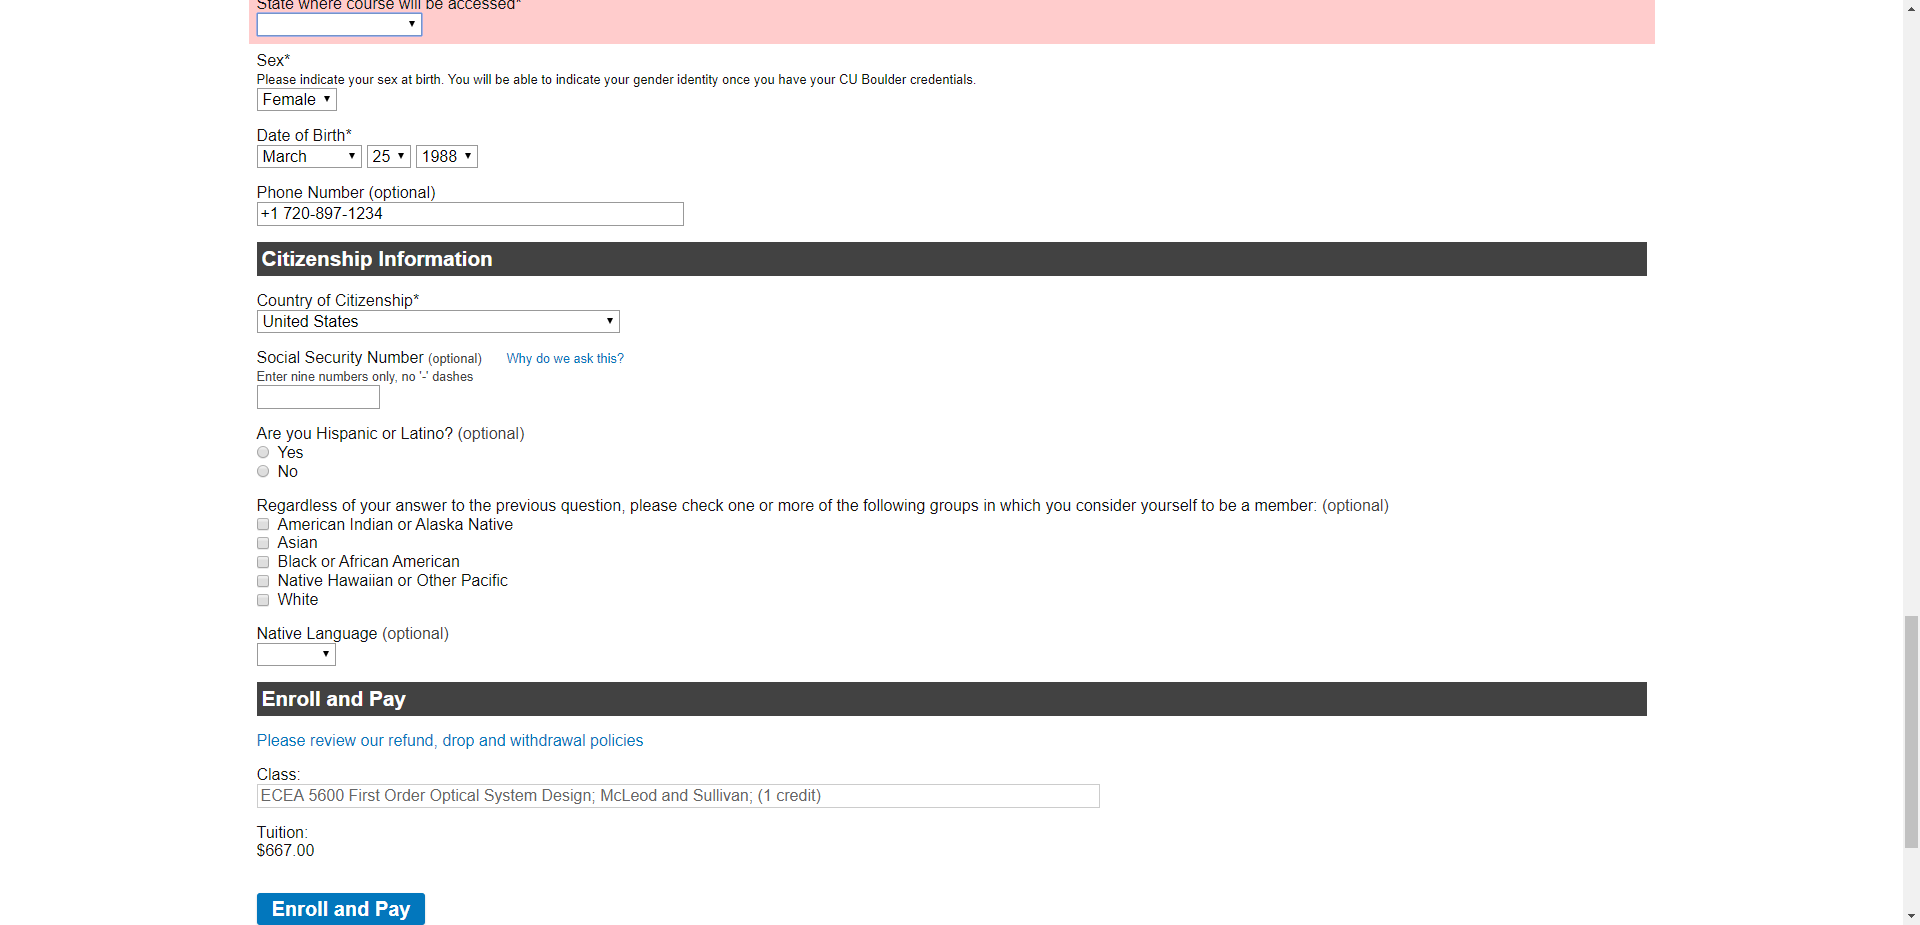 State where course will be accessed*
Sex*
Please indicate your sex at birth. You will be able to indicate your gender identity once you have your CU Boulder credentials.
Female
Date of Birth*
March 25 1988
Phone Number (optional)
+1 720-897-1234
Citizenship Information
Country of Citizenship*
United States
Social Security Number (optional) Why do we ask this?
Enter nine numbers only, no '-' dashes
Are you Hispanic or Latino? (optional)
Yes
No
Regardless of your answer to the previous question, please check one or more of the following groups in which you consider yourself to be a member: (optional)
American Indian or Alaska Native
Asian
Black or African American
Native Hawaiian or Other Pacific
White
Native Language (optional)
Enroll and Pay
Please review our refund, drop and withdrawal policies
Class:
ECEA 5600 First Order Optical System Design; McLeod and Sullivan; (1 credit)
Tuition:
$667.00
Enroll and Pay